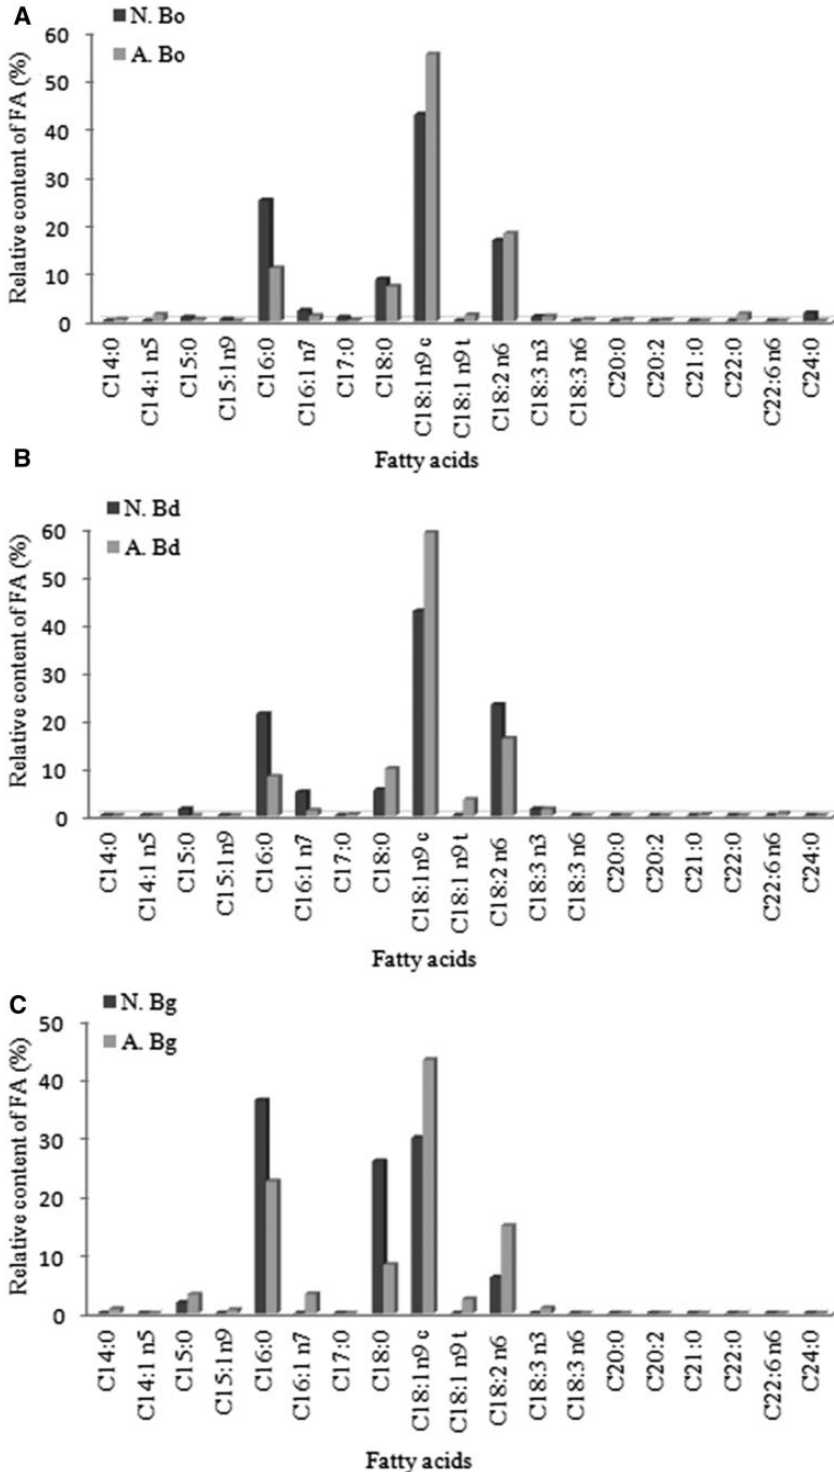 A
N. Bo
A. Bo
Relative content of FA (%)
60
50
40
30
20
10
0
C14:0
C14:1 n5
C15:0
C15:1 n9
C16:0
C16:1 n7
C17:0
C18:0
C18:1 n9 c
C18:1 n9 t
C18:2 n6
C18:3 n3
C18:3 n6
C20:0
C20:2
C21:0
C22:0
C22:6 n6
C24:0
Fatty acids
B
N. Bd
A. Bd
Relative content of FA (%)
60
50
40
30
20
10
0
C14:0
C14:1 n5
C15:0
C15:1 n9
C16:0
C16:1 n7
C17:0
C18:0
C18:1 n9 c
C18:1 n9 t
C18:2 n6
C18:3 n3
C18:3 n6
C20:0
C20:2
C21:0
C22:0
C22:6 n6
C24:0
Fatty acids
C
N. Bg
A. Bg
Relative content of FA (%)
50
40
30
20
10
0
C14:0
C14:1 n5
C15:0
C15:1 n9
C16:0
C16:1 n7
C17:0
C18:0
C18:1 n9 c
C18:1 n9 t
C18:2 n6
C18:3 n3
C18:3 n6
C20:0
C20:2
C21:0
C22:0
C22:6 n6
C24:0
Fatty acids